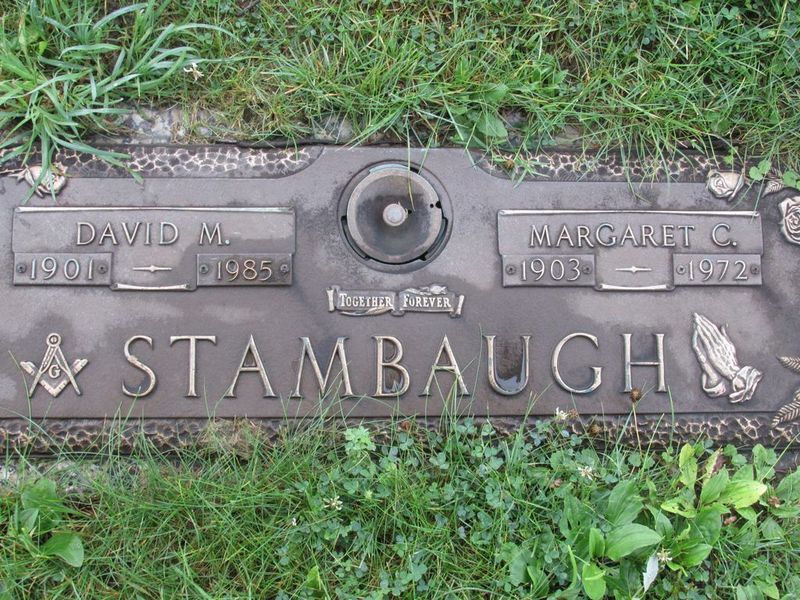 DAVID M.
1901 1985
MARGARET C.
1903 1972
TOGETHER FOREVER
G
STAMBAUGH